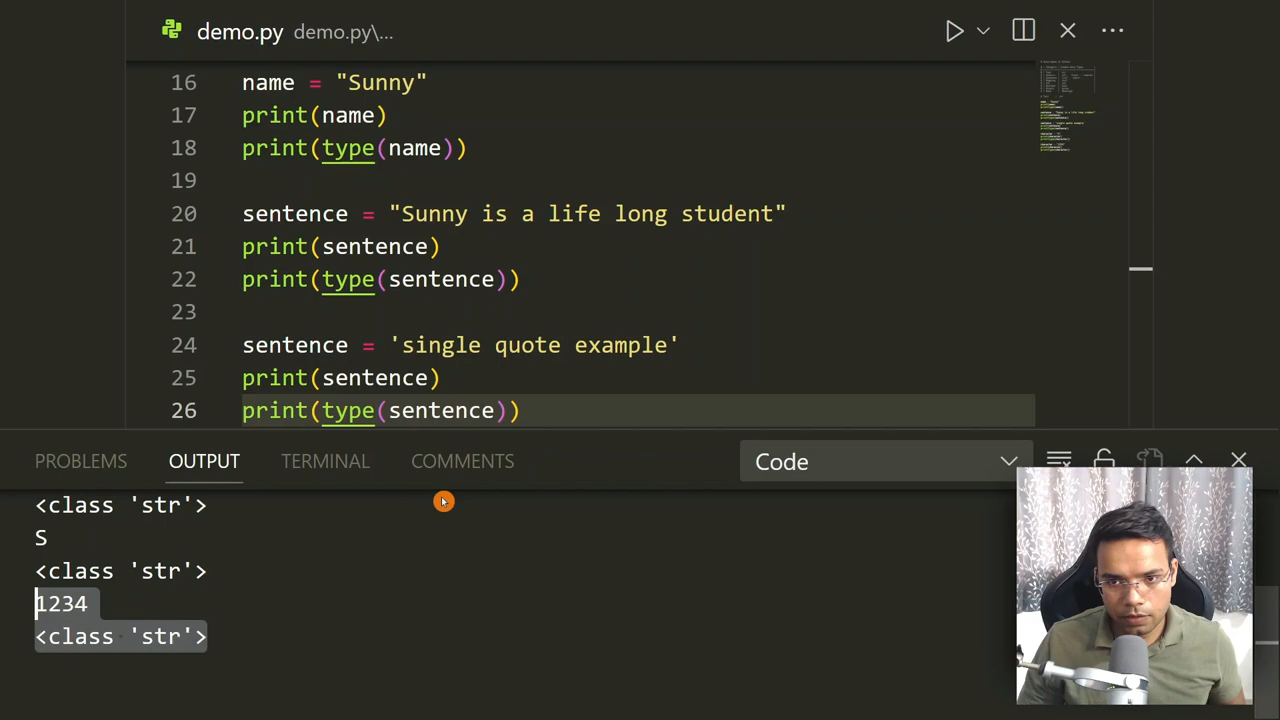 demo.py demo.py\...
16 name = "Sunny"
17 print(name)
18 print(type(name))
19
20 sentence = "Sunny is a life long student"
21 print(sentence)
22 print(type(sentence))
23
24 sentence = 'single quote example'
25 print(sentence)
26 print(type(sentence))
PROBLEMS OUTPUT TERMINAL COMMENTS Code
<class 'str'>
S
<class 'str'>
1234
<class 'str'>